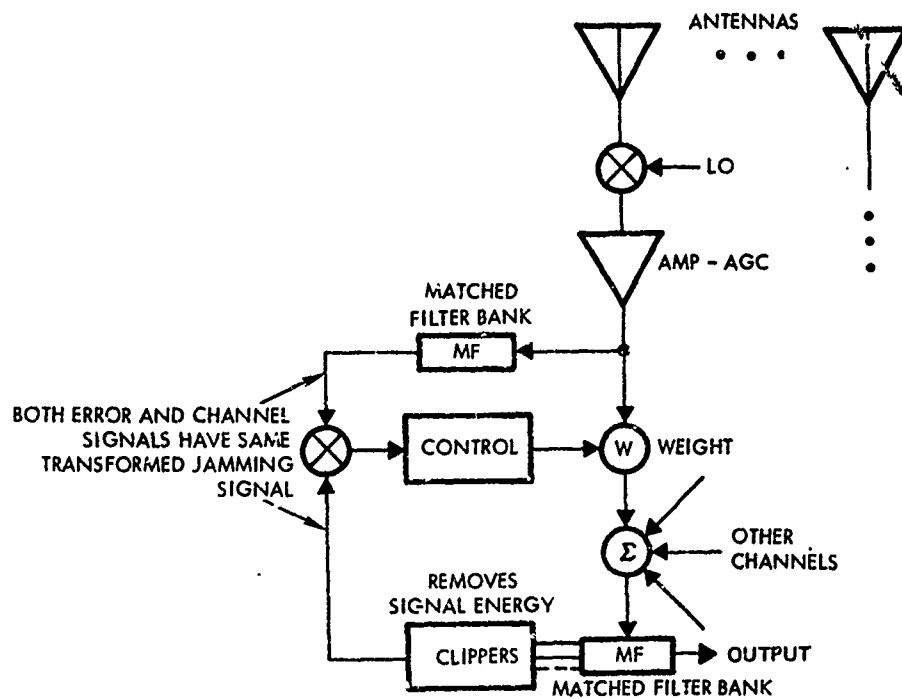 ANTENNAS
LO
AMP - AGC
MATCHED
FILTER BANK
MF
BOTH ERROR AND CHANNEL
SIGNALS HAVE SAME
TRANSFORMED JAMMING
SIGNAL
CONTROL
W
WEIGHT
Σ
OTHER
CHANNELS
REMOVES
SIGNAL ENERGY
CLIPPERS
MF
OUTPUT
MATCHED FILTER BANK